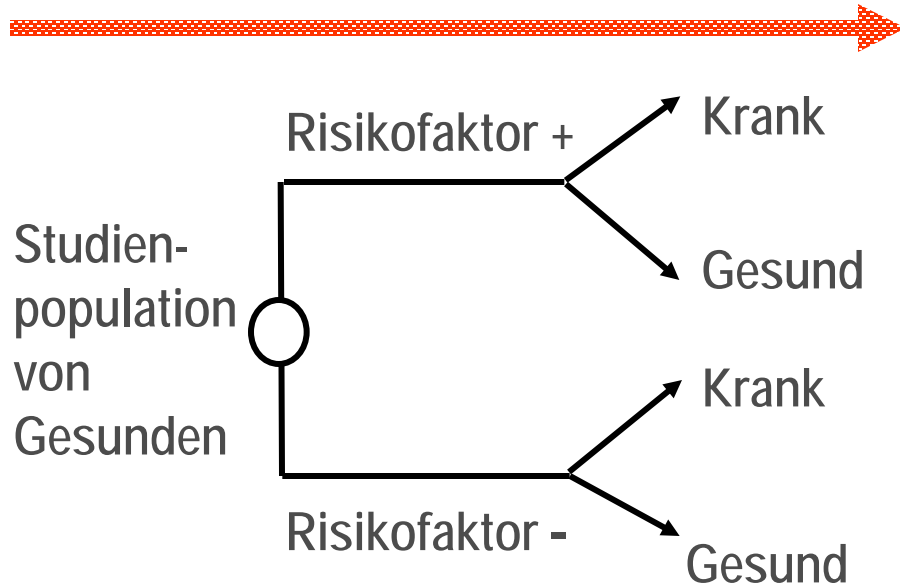 Risikofaktor +
Krank
Gesund
Studien-
population
von
Gesunden
Krank
Risikofaktor -
Gesund